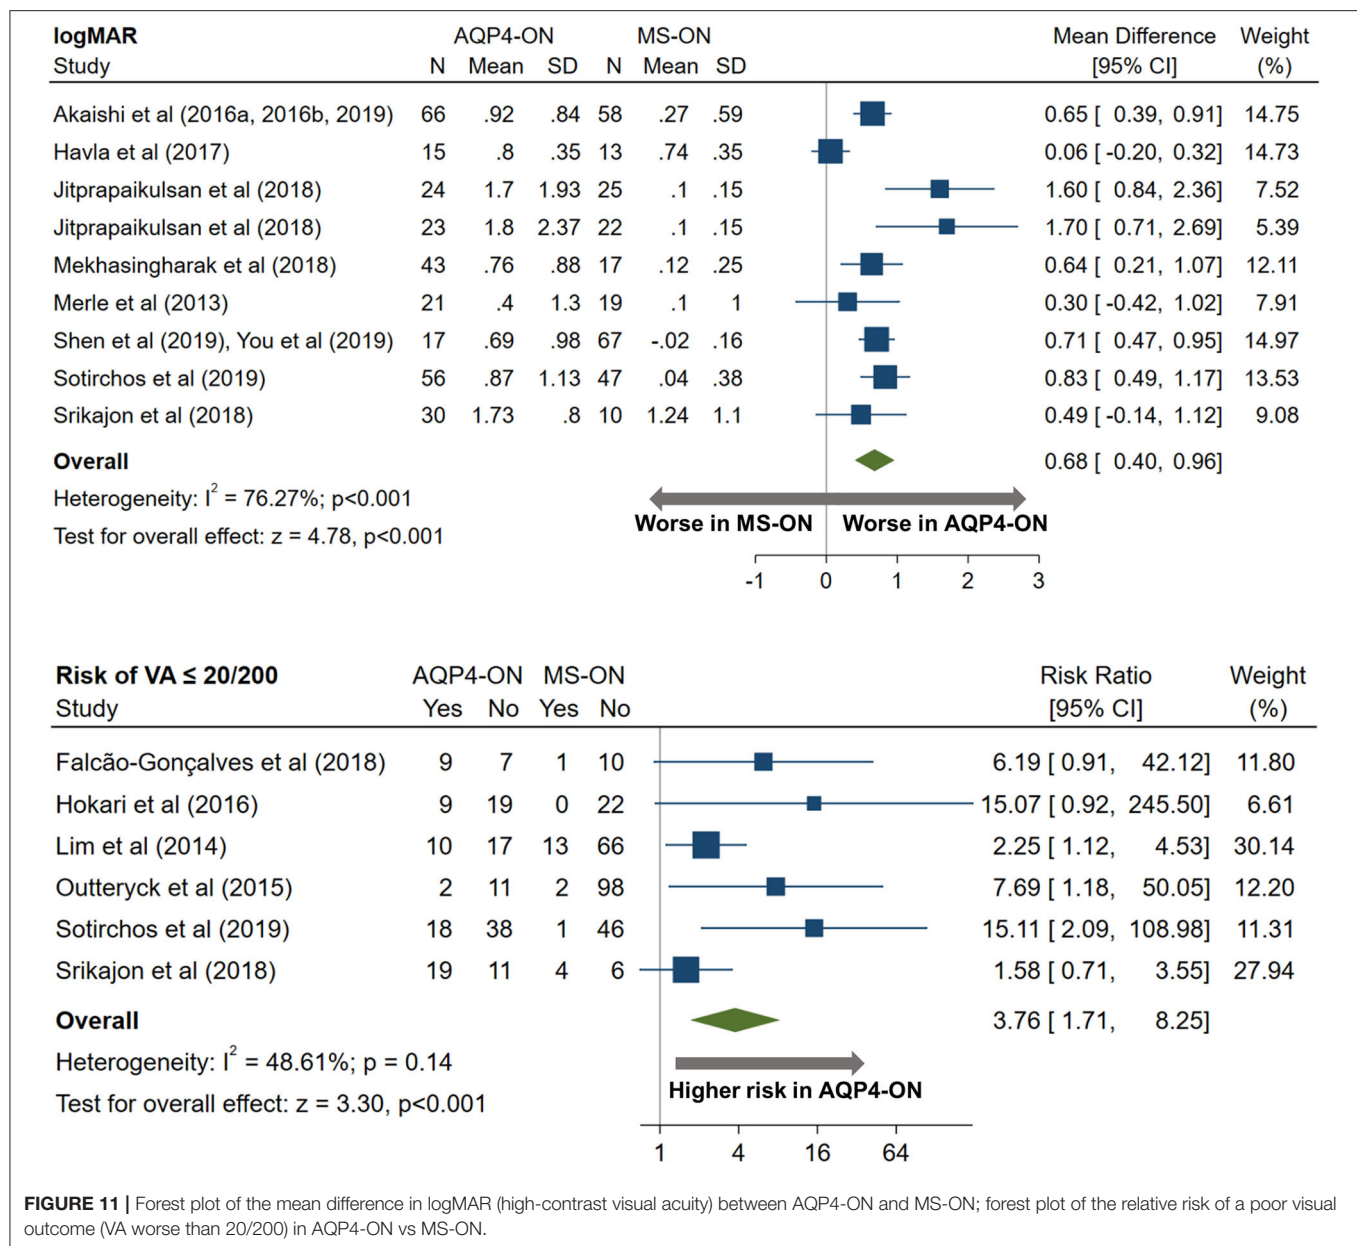 logMAR AQP4-ON MS-ON Mean Difference Weight
Study N Mean SD N Mean SD [95% CI] (%)
Akaishi et al (2016a, 2016b, 2019) 66 .92 .84 58 .27 .59 0.65 [ 0.39, 0.91] 14.75
Havla et al (2017) 15 .8 .35 13 .74 .35 0.06 [ -0.20, 0.32] 14.73
Jitprapaikulsan et al (2018) 24 1.7 1.93 25 .1 .15 1.60 [ 0.84, 2.36] 7.52
Jitprapaikulsan et al (2018) 23 1.8 2.37 22 .1 .15 1.70 [ 0.71, 2.69] 5.39
Mekhasingharak et al (2018) 43 .76 .88 17 .12 .25 0.64 [ 0.21, 1.07] 12.11
Merle et al (2013) 21 .4 1.3 19 .1 1 0.30 [ -0.42, 1.02] 7.91
Shen et al (2019), You et al (2019) 17 .69 .98 67 -.02 .16 0.71 [ 0.47, 0.95] 14.97
Sotirchos et al (2019) 56 .87 1.13 47 .04 .38 0.83 [ 0.49, 1.17] 13.53
Srikajon et al (2018) 30 1.73 .8 10 1.24 1.1 0.49 [ -0.14, 1.12] 9.08
Overall 0.68 [ 0.40, 0.96]
Heterogeneity: I² = 76.27%; p<0.001
Worse in MS-ON Worse in AQP4-ON
Test for overall effect: z = 4.78, p<0.001
-1 0 1 2 3
Risk of VA ≤ 20/200 AQP4-ON MS-ON Risk Ratio Weight
Study Yes No Yes No [95% CI] (%)
Falcão-Gonçalves et al (2018) 9 7 1 10 6.19 [ 0.91, 42.12] 11.80
Hokari et al (2016) 9 19 0 22 15.07 [ 0.92, 245.50] 6.61
Lim et al (2014) 10 17 13 66 2.25 [ 1.12, 4.53] 30.14
Outteryck et al (2015) 2 11 2 98 7.69 [ 1.18, 50.05] 12.20
Sotirchos et al (2019) 18 38 1 46 15.11 [ 2.09, 108.98] 11.31
Srikajon et al (2018) 19 11 4 6 1.58 [ 0.71, 3.55] 27.94
Overall 3.76 [ 1.71, 8.25]
Heterogeneity: I² = 48.61%; p = 0.14
Higher risk in AQP4-ON
Test for overall effect: z = 3.30, p<0.001
1 4 16 64
FIGURE 11 | Forest plot of the mean difference in logMAR (high-contrast visual acuity) between AQP4-ON and MS-ON; forest plot of the relative risk of a poor visual
outcome (VA worse than 20/200) in AQP4-ON vs MS-ON.